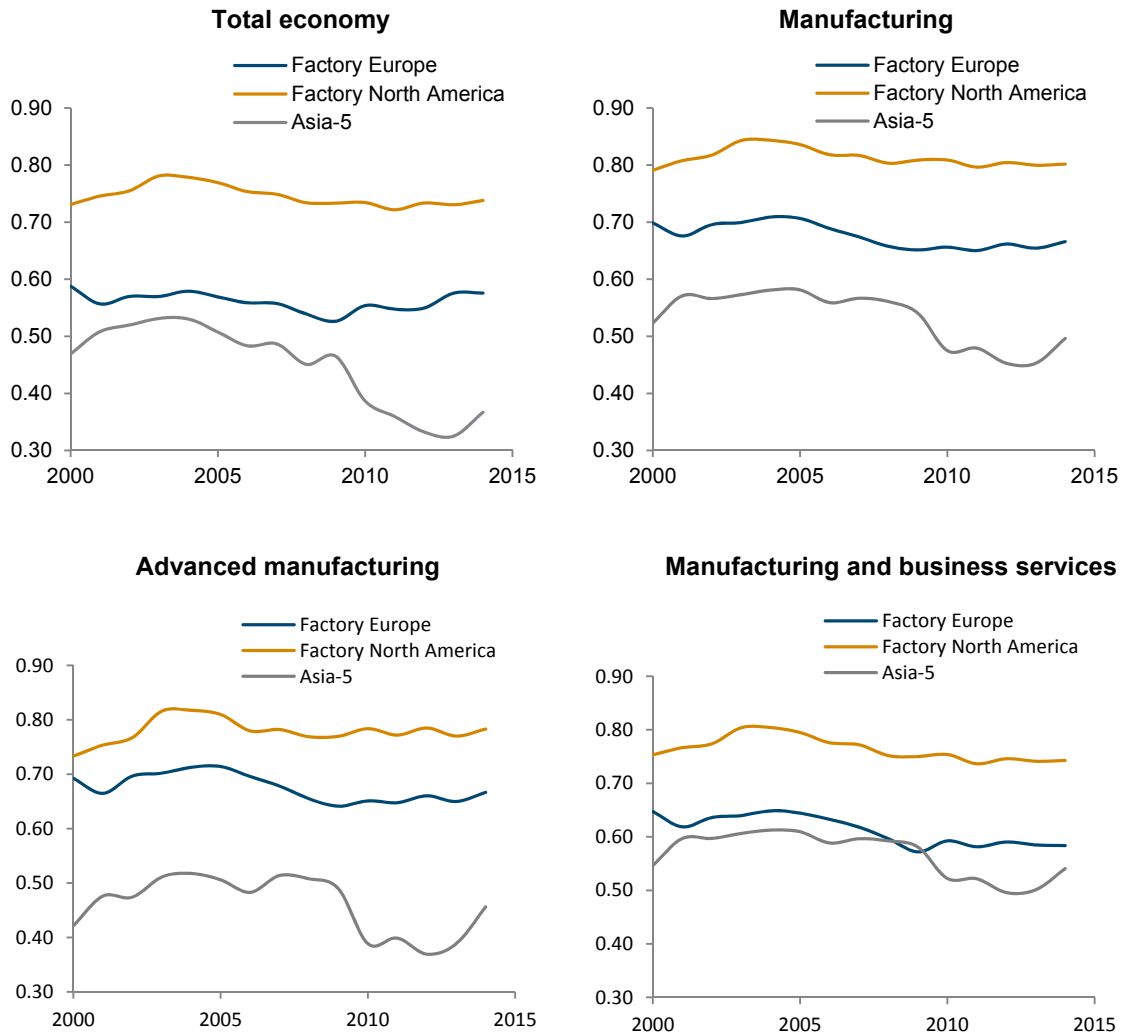 Total economy
Factory Europe
Factory North America
Asia-5
0.90
0.80
0.70
0.60
0.50
0.40
0.30
2000
2005
2010
2015
Manufacturing
Factory Europe
Factory North America
Asia-5
0.90
0.80
0.70
0.60
0.50
0.40
0.30
2000
2005
2010
2015
Advanced manufacturing
Factory Europe
Factory North America
Asia-5
0.90
0.80
0.70
0.60
0.50
0.40
0.30
2000
2005
2010
2015
Manufacturing and business services
Factory Europe
Factory North America
Asia-5
0.90
0.80
0.70
0.60
0.50
0.40
0.30
2000
2005
2010
2015